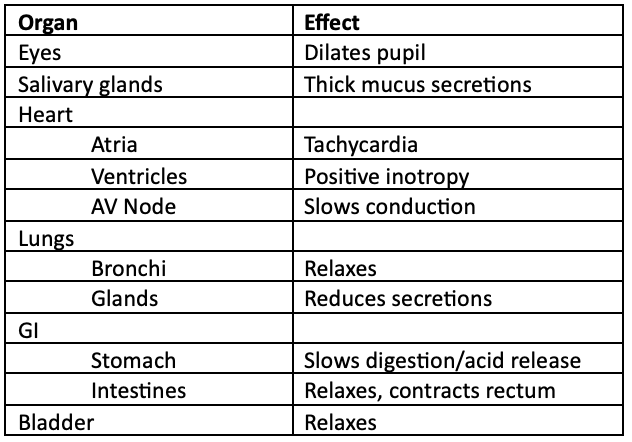 Organ Effect
Eyes Dilates pupil
Salivary glands Thick mucus secretions
Heart
Atria Tachycardia
Ventricles Positive inotropy
AV Node Slows conduction
Lungs
Bronchi Relaxes
Glands Reduces secretions
GI
Stomach Slows digestion/acid release
Intestines Relaxes, contracts rectum
Bladder Relaxes